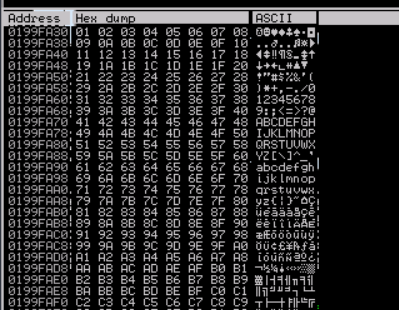 Address Hex dump ASCII
0199FA30 01 02 03 04 05 06 07 08 ☺☻♥♦♣♠•◘
0199FA38 09 0A 0B 0C 0D 0E 0F 10
0199FA40 11 12 13 14 15 16 17 18 ◄↕‼¶§▬↨↑
0199FA48 19 1A 1B 1C 1D 1E 1F 20
0199FA50 21 22 23 24 25 26 27 28 !"#$%&'(
0199FA58 29 2A 2B 2C 2D 2E 2F 30 )*+,-./0
0199FA60 31 32 33 34 35 36 37 38 12345678
0199FA68 39 3A 3B 3C 3D 3E 3F 40 9:;<=>?@
0199FA70 41 42 43 44 45 46 47 48 ABCDEFGH
0199FA78 49 4A 4B 4C 4D 4E 4F 50 IJKLMNOP
0199FA80 51 52 53 54 55 56 57 58 QRSTUVWX
0199FA88 59 5A 5B 5C 5D 5E 5F 60 YZ[\]^_`
0199FA90 61 62 63 64 65 66 67 68 abcdefgh
0199FA98 69 6A 6B 6C 6D 6E 6F 70 ijklmnop
0199FAA0 71 72 73 74 75 76 77 78 qrstuvwx
0199FAA8 79 7A 7B 7C 7D 7E 7F 80 yz{|}~⌂Ç
0199FAB0 81 82 83 84 85 86 87 88 üéâäàåçê
0199FAB8 89 8A 8B 8C 8D 8E 8F 90 ëèïîìÄÅÉ
0199FAC0 91 92 93 94 95 96 97 98 æÆôöòûùÿ
0199FAC8 99 9A 9B 9C 9D 9E 9F A0 ÖÜ¢£¥₧ƒá
0199FAD0 A1 A2 A3 A4 A5 A6 A7 A8 íóúñÑªº¿
0199FAD8 AA AB AC AD AE AF B0 B1 ¬½¼¡«»░▒
0199FAE0 B2 B3 B4 B5 B6 B7 B8 B9 ▓│┤╡╢╖╕╣
0199FAE8 BA BB BC BD BE BF C0 C1 ║╗╝╜╛┐└┴
0199FAF0 C2 C3 C4 C5 C6 C7 C8 C9 ┬├─┼╞╟╚╔